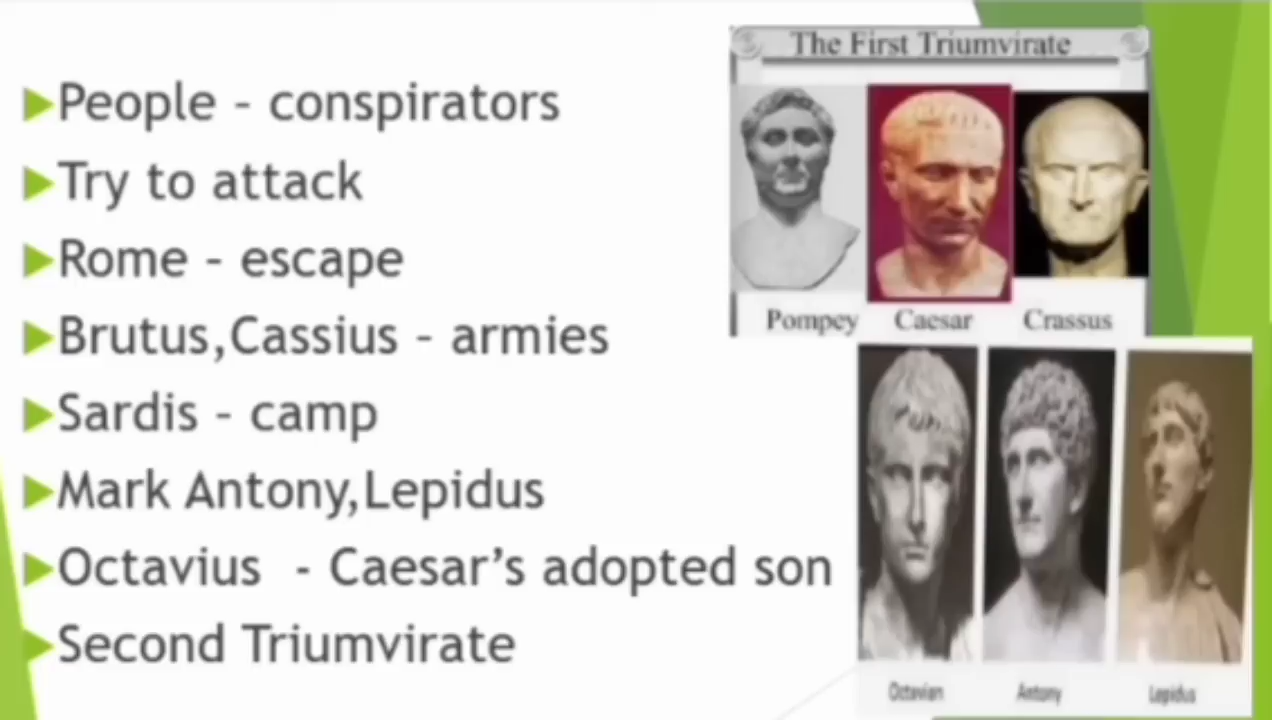 People – conspirators
Try to attack
Rome – escape
Brutus,Cassius – armies
Sardis – camp
Mark Antony,Lepidus
Octavius - Caesar's adopted son
Second Triumvirate
The First Triumvirate
Pompey Caesar Crassus
Octavian Antony Lepidus